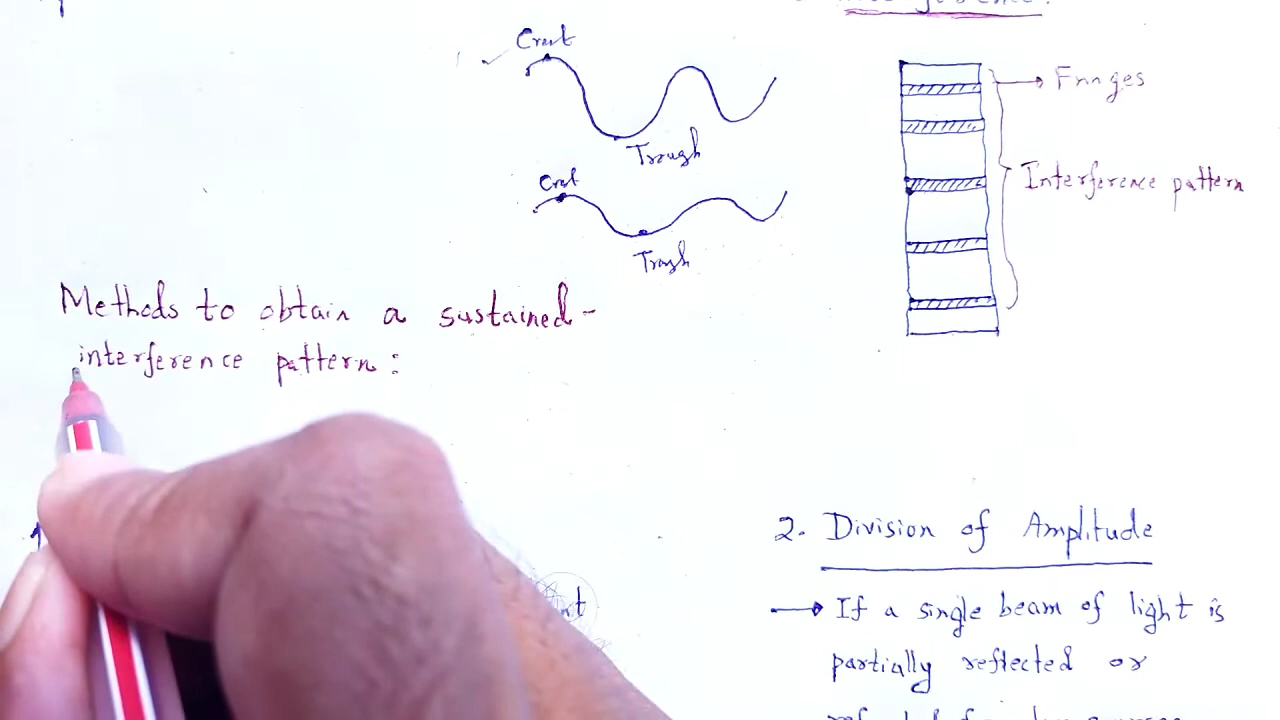 Crest
Trough
Crest
Trough
Fringes
Interference pattern
Methods to obtain a sustained-
interference pattern:
2. Division of Amplitude
→ If a single beam of light is
partially reflected or